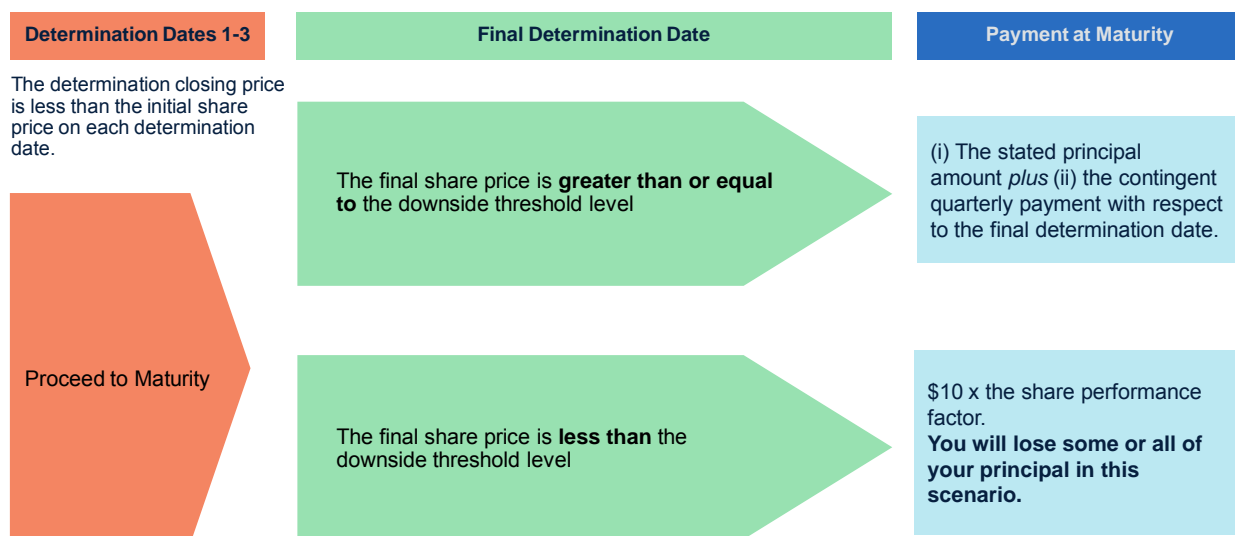 Determination Dates 1-3
Final Determination Date
Payment at Maturity
The determination closing price
is less than the initial share
price on each determination
date.
Proceed to Maturity
The final share price is greater than or equal
to the downside threshold level
(i) The stated principal
amount plus (ii) the contingent
quarterly payment with respect
to the final determination date.
The final share price is less than the
downside threshold level
$10 x the share performance
factor.
You will lose some or all of
your principal in this
scenario.